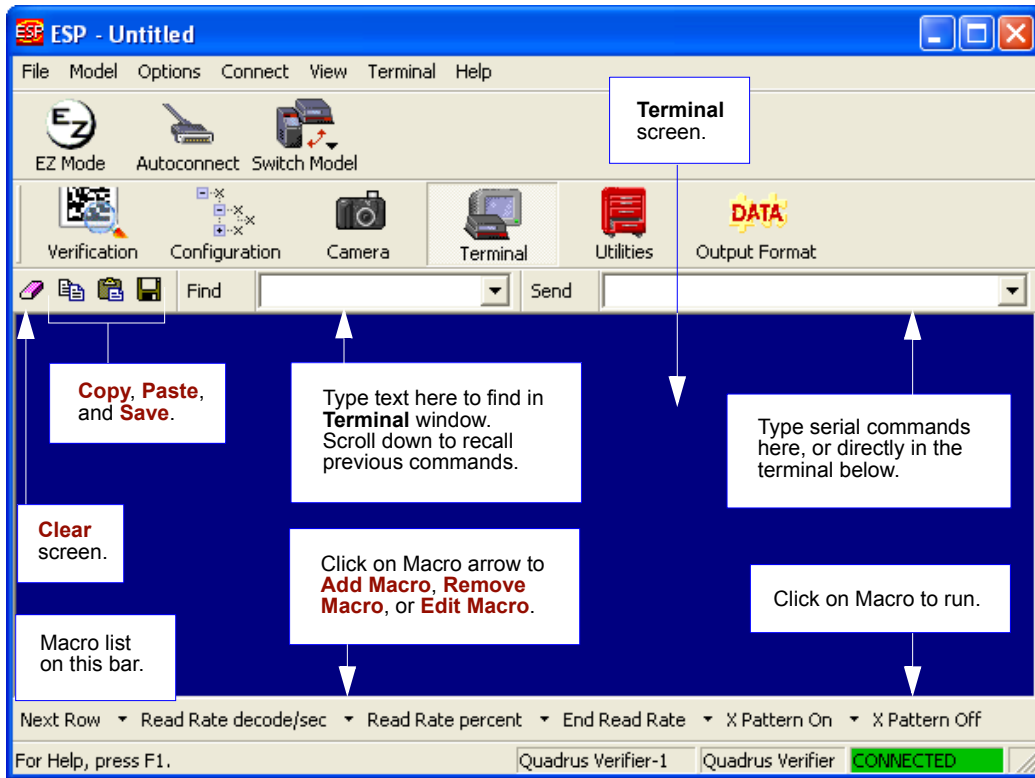 ESP ESP - Untitled
File Model Options Connect View Terminal Help
EZ
EZ Mode Autoconnect Switch Model
Terminal
screen.
DATA
Verification Configuration Camera Terminal Utilities Output Format
Find Send
Copy, Paste,
and Save.
Type text here to find in
Terminal window.
Scroll down to recall
previous commands.
Type serial commands
here, or directly in the
terminal below.
Clear
screen.
Click on Macro arrow to
Add Macro, Remove
Macro, or Edit Macro.
Click on Macro to run.
Macro list
on this bar.
Next Row Read Rate decode/sec Read Rate percent End Read Rate X Pattern On X Pattern Off
For Help, press F1. Quadrus Verifier-1 Quadrus Verifier CONNECTED